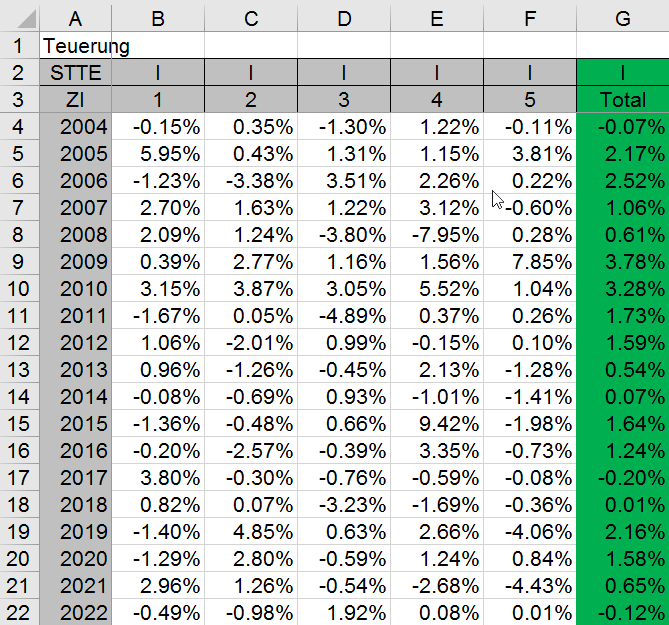 A B C D E F G
1 Teuerung
2 STTE I I I I I I
3 ZI 1 2 3 4 5 Total
4 2004 -0.15% 0.35% -1.30% 1.22% -0.11% -0.07%
5 2005 5.95% 0.43% 1.31% 1.15% 3.81% 2.17%
6 2006 -1.23% -3.38% 3.51% 2.26% 0.22% 2.52%
7 2007 2.70% 1.63% 1.22% 3.12% -0.60% 1.06%
8 2008 2.09% 1.24% -3.80% -7.95% 0.28% 0.61%
9 2009 0.39% 2.77% 1.16% 1.56% 7.85% 3.78%
10 2010 3.15% 3.87% 3.05% 5.52% 1.04% 3.28%
11 2011 -1.67% 0.05% -4.89% 0.37% 0.26% 1.73%
12 2012 1.06% -2.01% 0.99% -0.15% 0.10% 1.59%
13 2013 0.96% -1.26% -0.45% 2.13% -1.28% 0.54%
14 2014 -0.08% -0.69% 0.93% -1.01% -1.41% 0.07%
15 2015 -1.36% -0.48% 0.66% 9.42% -1.98% 1.64%
16 2016 -0.20% -2.57% -0.39% 3.35% -0.73% 1.24%
17 2017 3.80% -0.30% -0.76% -0.59% -0.08% -0.20%
18 2018 0.82% 0.07% -3.23% -1.69% -0.36% 0.01%
19 2019 -1.40% 4.85% 0.63% 2.66% -4.06% 2.16%
20 2020 -1.29% 2.80% -0.59% 1.24% 0.84% 1.58%
21 2021 2.96% 1.26% -0.54% -2.68% -4.43% 0.65%
22 2022 -0.49% -0.98% 1.92% 0.08% 0.01% -0.12%